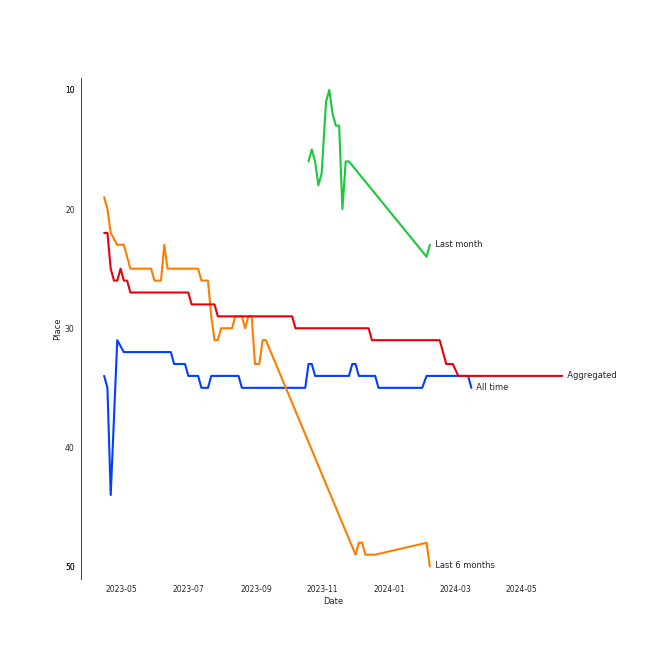 10
20
30
40
50
Place
Last month
Aggregated
All time
Last 6 months
2023-05 2023-07 2023-09 2023-11 2024-01 2024-03 2024-05
Date